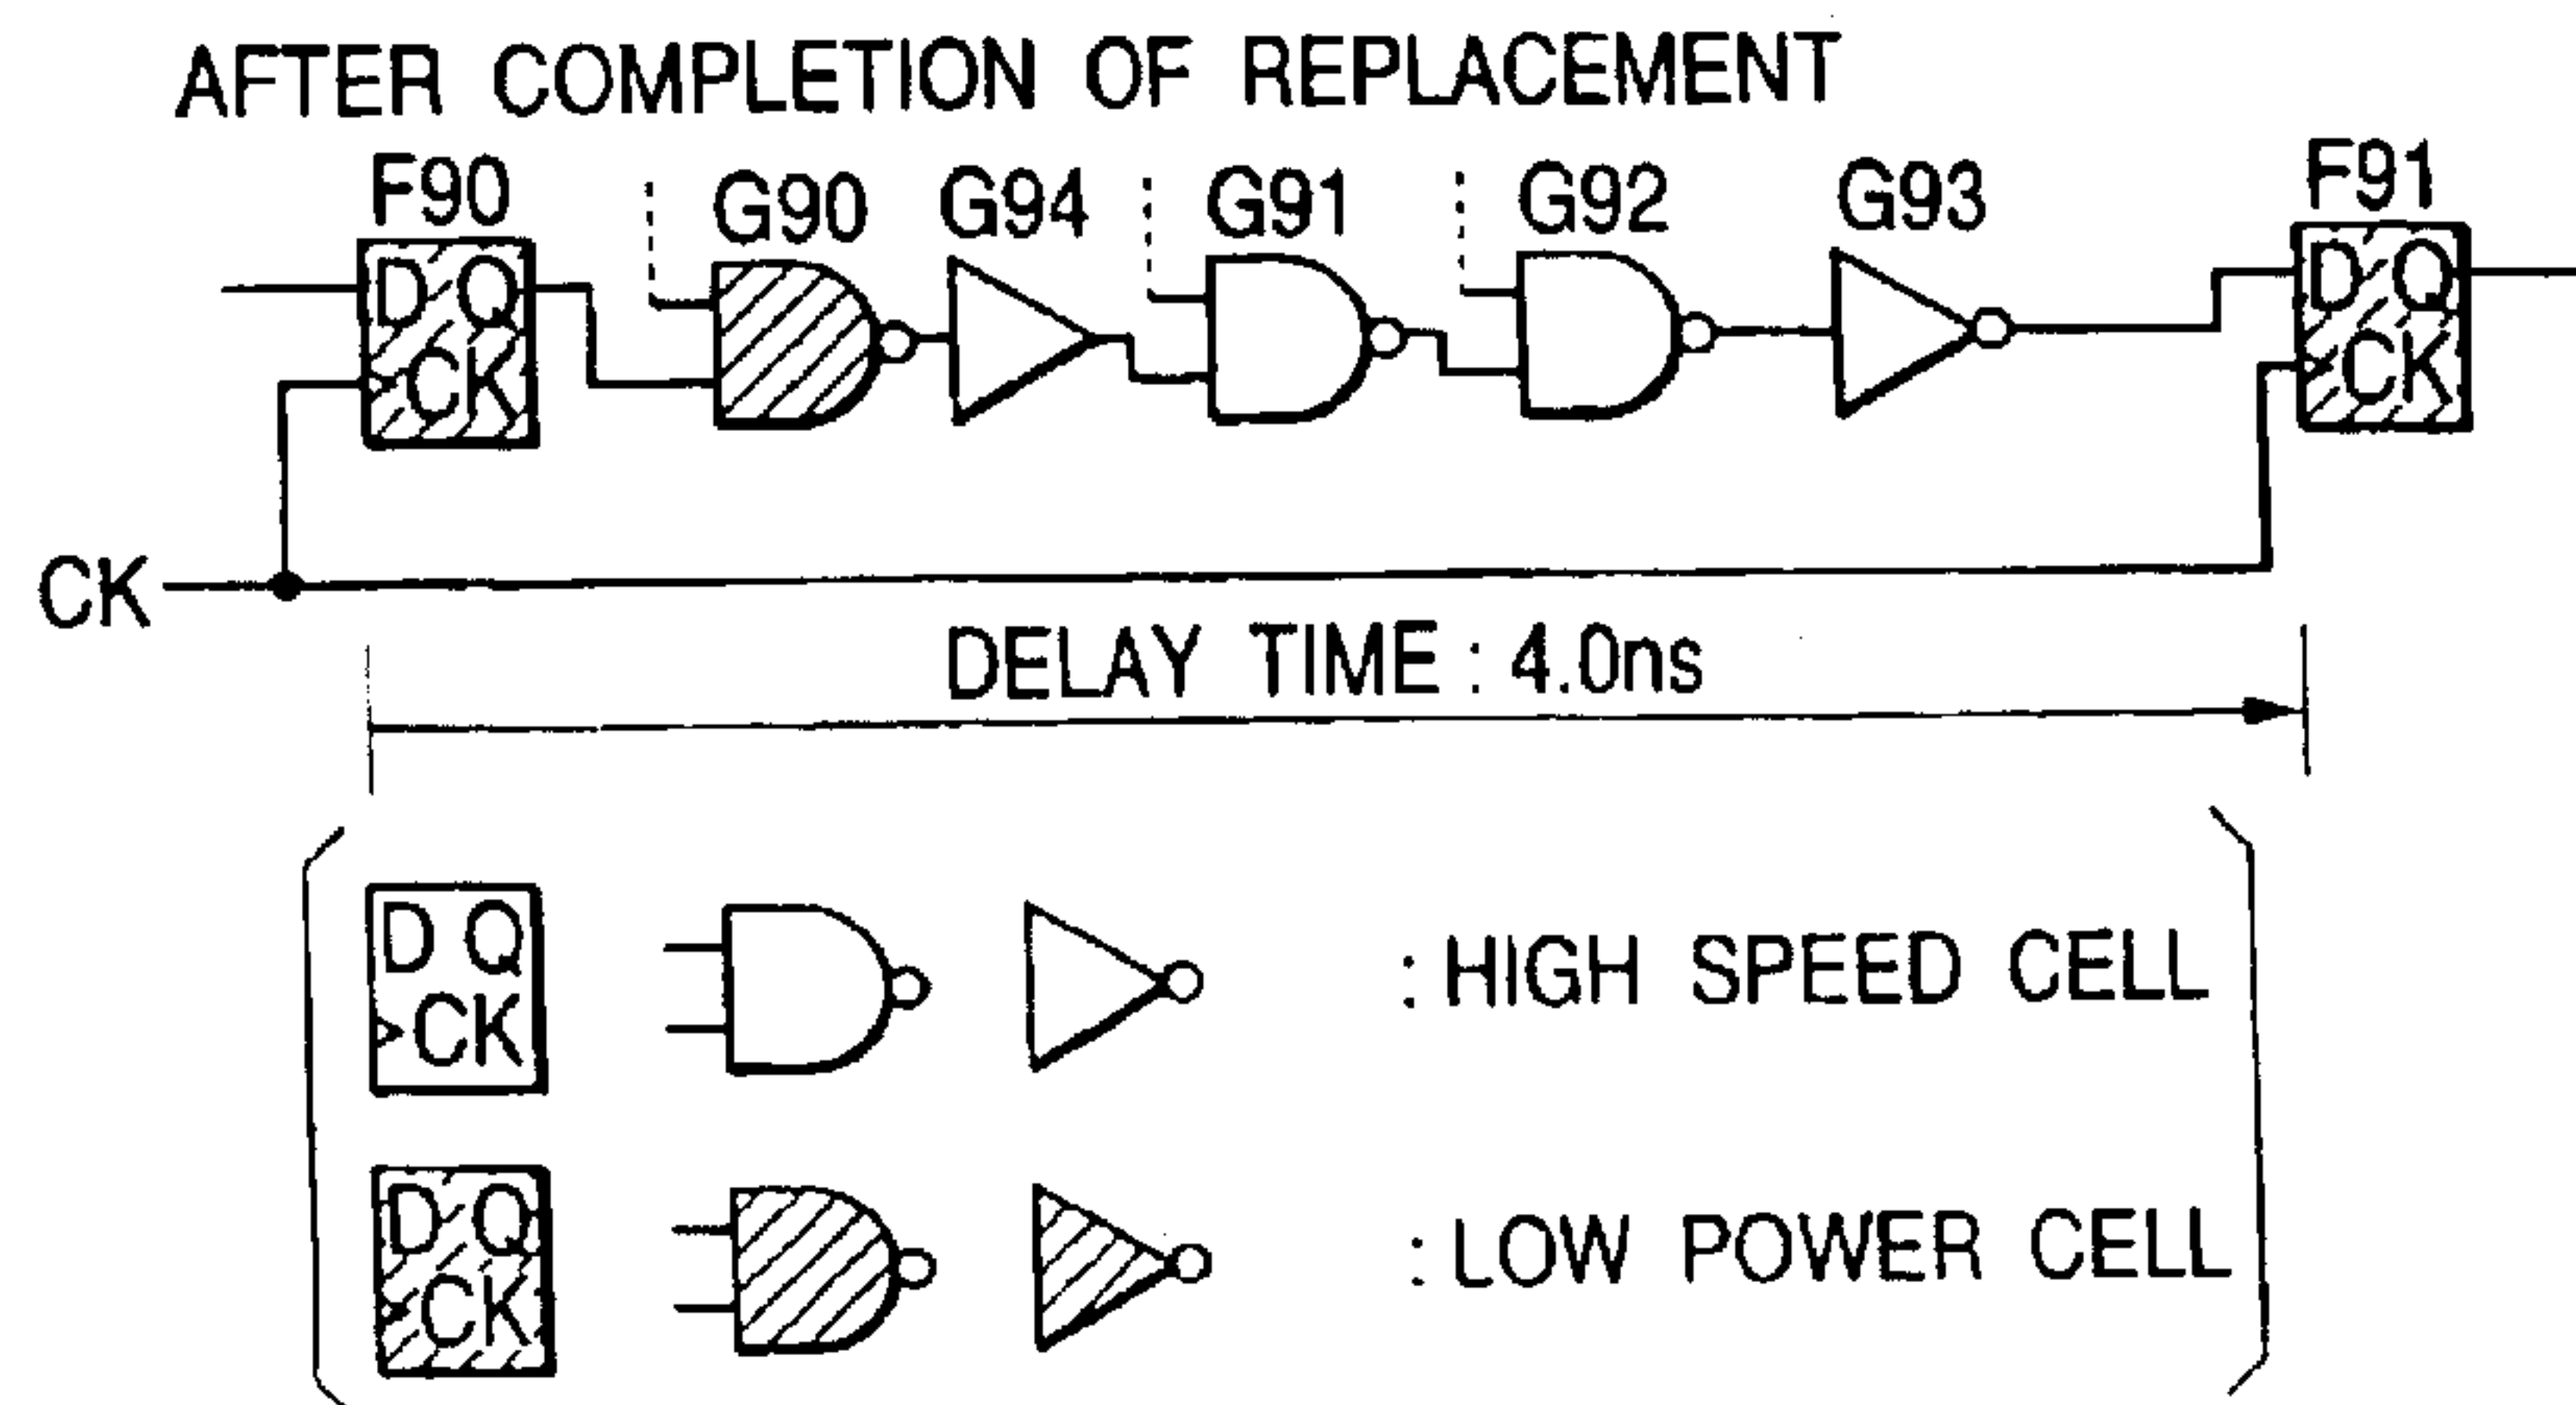 AFTER COMPLETION OF REPLACEMENT
F90 G90 G94 G91 G92 G93 F91
D Q D Q
CK CK
CK
DELAY TIME : 4.0ns
D Q
CK
: HIGH SPEED CELL
D Q
CK
: LOW POWER CELL